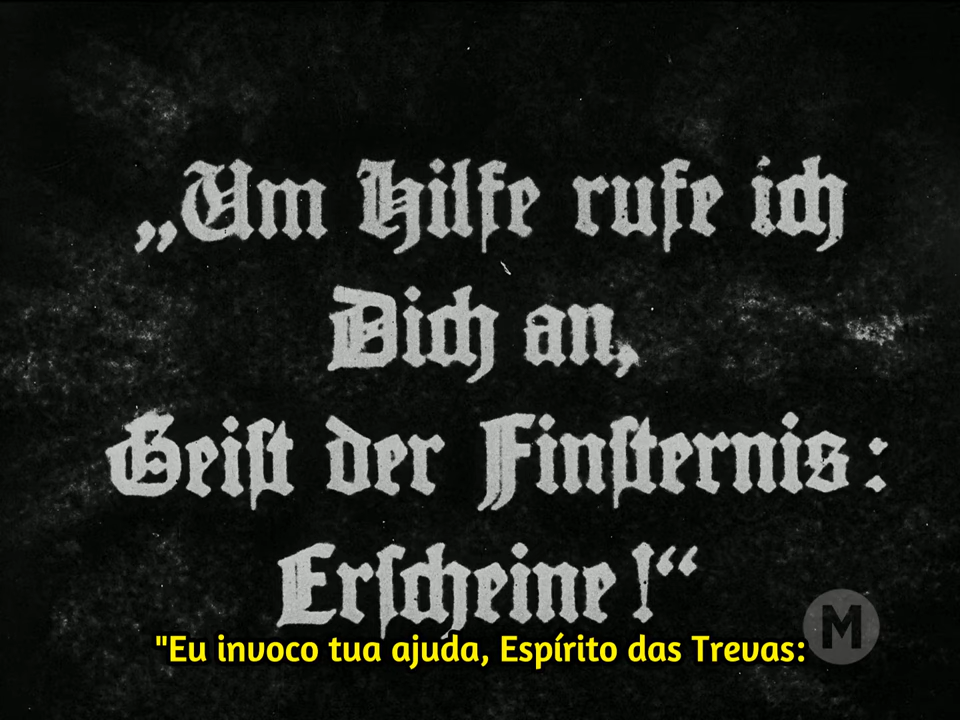 „Um Hilfe rufe ich
Dich an,
Geiſt der Finſternis:
Erſcheine!“
"Eu invoco tua ajuda, Espírito das Trevas:
M